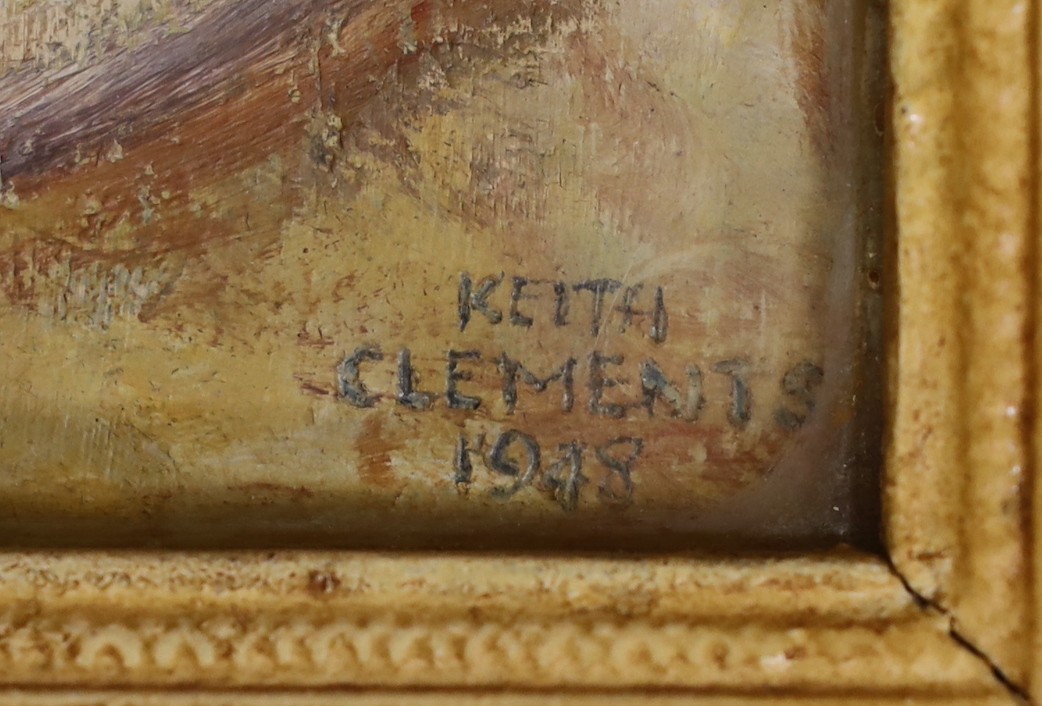 KEITH
CLEMENTS
1948